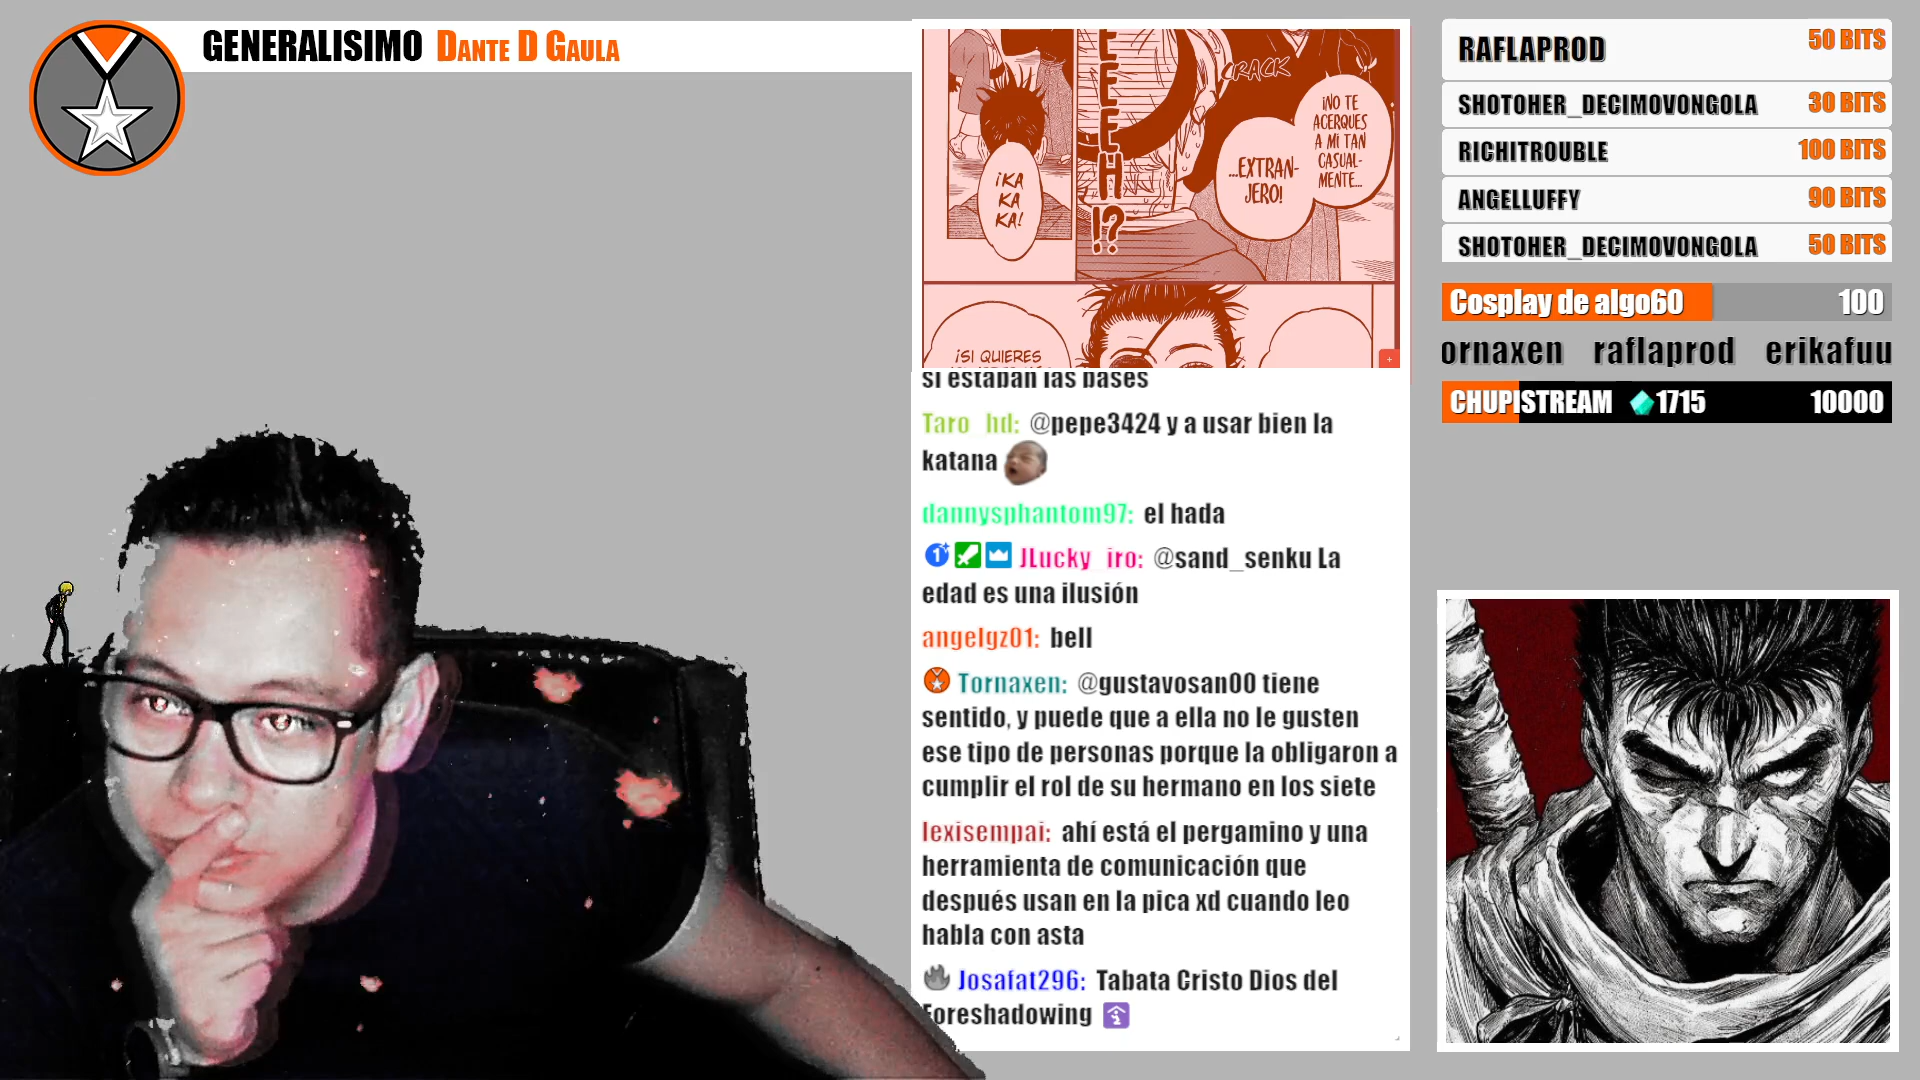 GENERALISIMO Dante D Gaula
CRACK
¡KA
KA
KA!
E
E
E
E
H
!?
...EXTRAN-
JERO!
¡NO TE
ACERQUES
A MÍ TAN
CASUAL-
MENTE...
¡SI QUIERES
si estaban las bases
Taro_hd: @pepe3424 y a usar bien la
katana
dannysphantom97: el hada
1 JLucky_iro: @sand_senku La
edad es una ilusión
angelgz01: bell
Tornaxen: @gustavosan00 tiene
sentido, y puede que a ella no le gusten
ese tipo de personas porque la obligaron a
cumplir el rol de su hermano en los siete
lexisempai: ahí está el pergamino y una
herramienta de comunicación que
después usan en la pica xd cuando leo
habla con asta
Josafat296: Tabata Cristo Dios del
Foreshadowing
RAFLAPROD 50 BITS
SHOTOHER_DECIMOVONGOLA 30 BITS
RICHITROUBLE 100 BITS
ANGELLUFFY 90 BITS
SHOTOHER_DECIMOVONGOLA 50 BITS
Cosplay de algo60 100
ornaxen raflaprod erikafuu
CHUPISTREAM 1715 10000